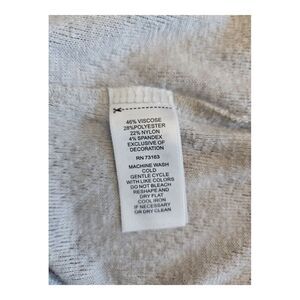 46% VISCOSE
28%POLYESTER
22% NYLON
4% SPANDEX
EXCLUSIVE OF
DECORATION
RN 73163
MACHINE WASH
COLD
GENTLE CYCLE
WITH LIKE COLORS
DO NOT BLEACH
RESHAPE AND
DRY FLAT
COOL IRON
IF NECESSARY
OR DRY CLEAN